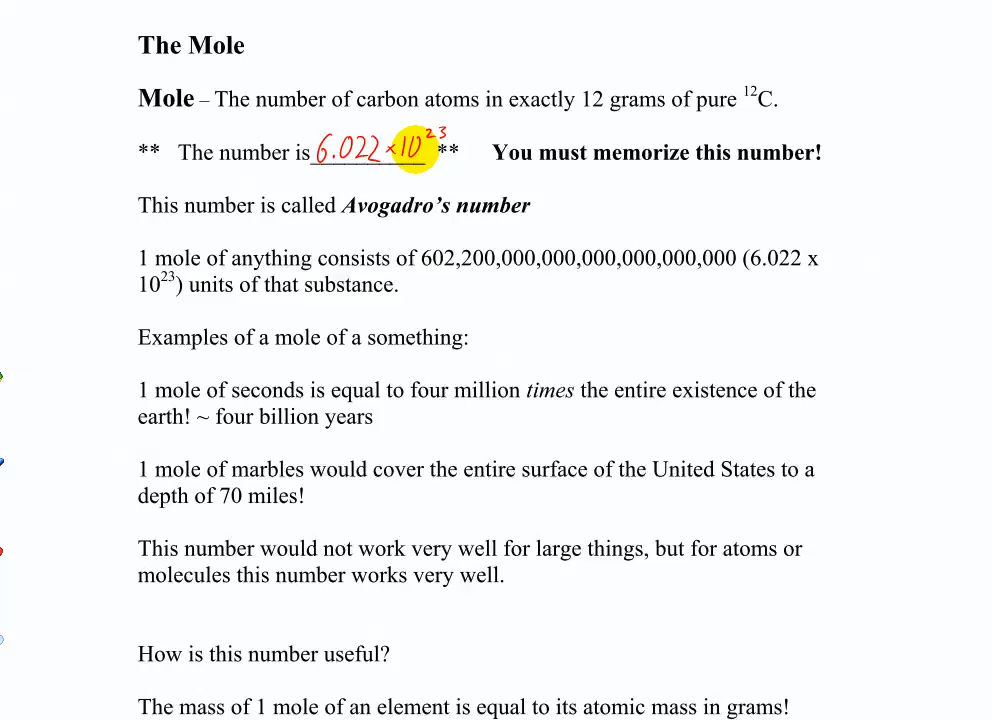 The Mole
Mole – The number of carbon atoms in exactly 12 grams of pure ¹²C.
** The number is 6.022 × 10²³ ** You must memorize this number!
This number is called Avogadro’s number
1 mole of anything consists of 602,200,000,000,000,000,000,000 (6.022 x
10²³) units of that substance.
Examples of a mole of a something:
1 mole of seconds is equal to four million times the entire existence of the
earth! ~ four billion years
1 mole of marbles would cover the entire surface of the United States to a
depth of 70 miles!
This number would not work very well for large things, but for atoms or
molecules this number works very well.
How is this number useful?
The mass of 1 mole of an element is equal to its atomic mass in grams!